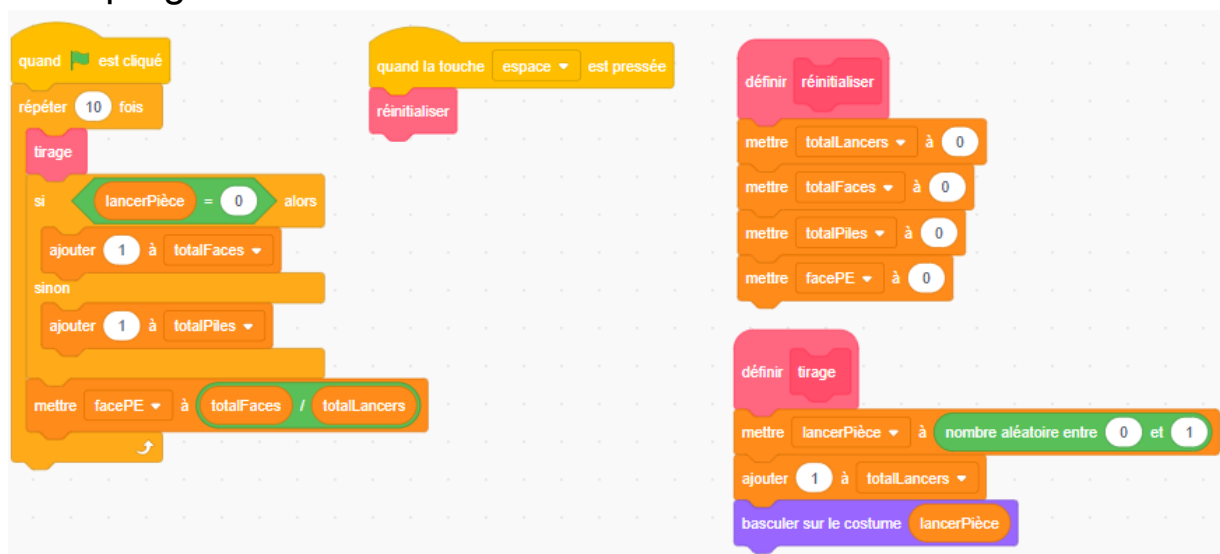 quand est cliqué
répéter 10 fois
tirage
si lancerPièce = 0 alors
ajouter 1 à totalFaces
sinon
ajouter 1 à totalPiles
mettre facePE à totalFaces / totalLancers
quand la touche espace est pressée
réinitialiser
définir réinitialiser
mettre totalLancers à 0
mettre totalFaces à 0
mettre totalPiles à 0
mettre facePE à 0
définir tirage
mettre lancerPièce à nombre aléatoire entre 0 et 1
ajouter 1 à totalLancers
basculer sur le costume lancerPièce